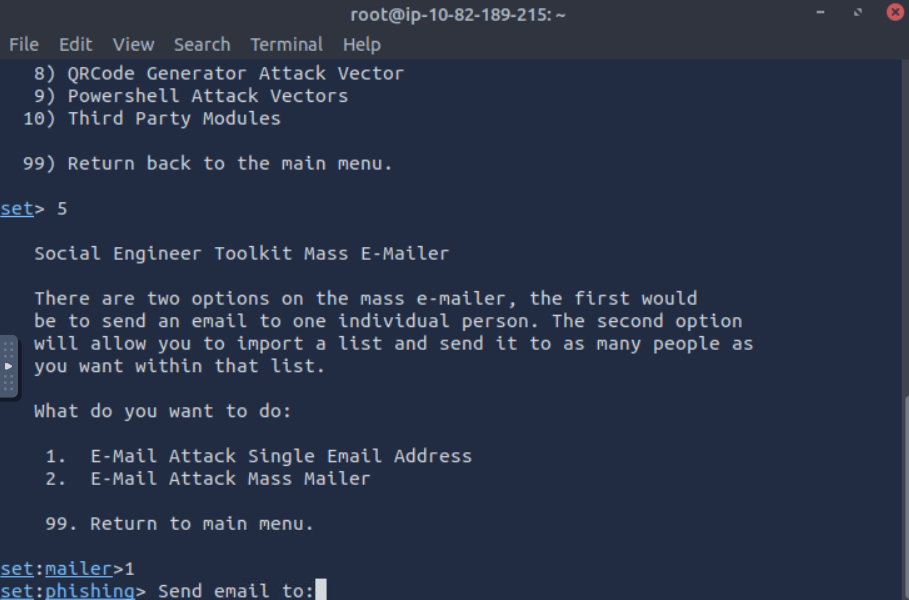 root@ip-10-82-189-215: ~
File Edit View Search Terminal Help
8) QRCode Generator Attack Vector
9) Powershell Attack Vectors
10) Third Party Modules
99) Return back to the main menu.
set> 5
Social Engineer Toolkit Mass E-Mailer
There are two options on the mass e-mailer, the first would
be to send an email to one individual person. The second option
will allow you to import a list and send it to as many people as
you want within that list.
What do you want to do:
1. E-Mail Attack Single Email Address
2. E-Mail Attack Mass Mailer
99. Return to main menu.
set:mailer>1
set:phishing> Send email to: